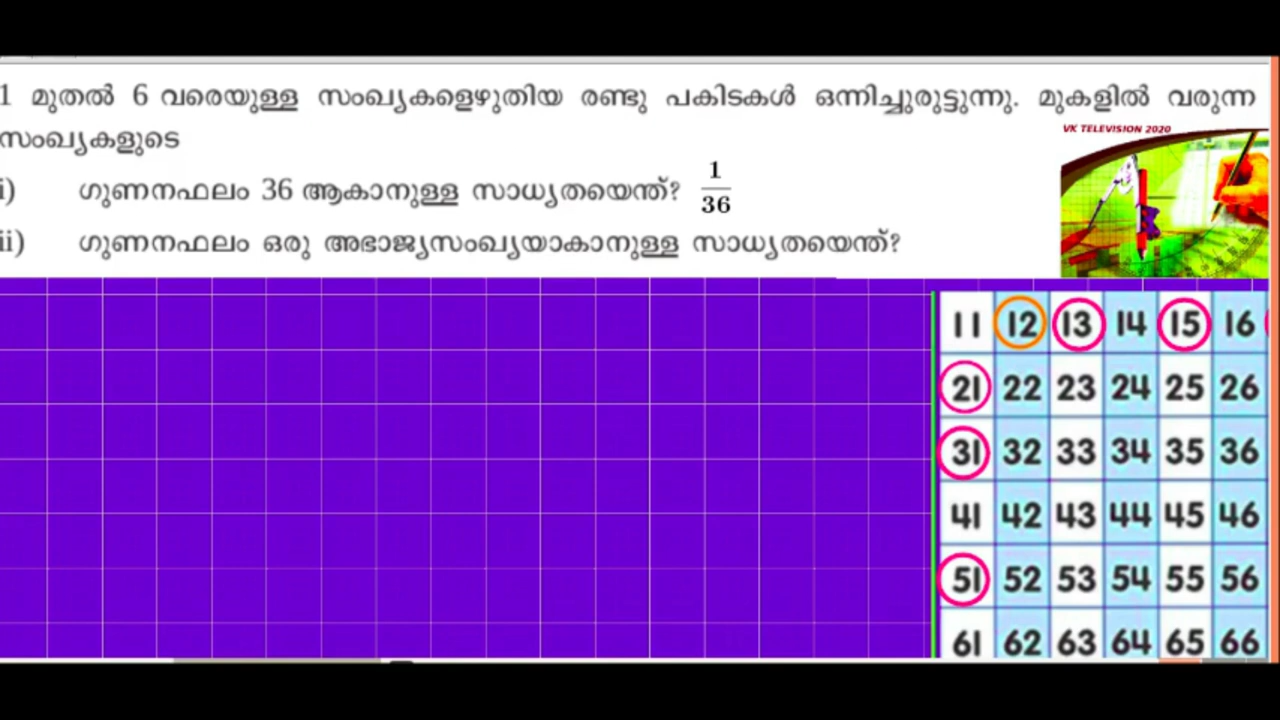 1 മുതൽ 6 വരെയുള്ള സംഖ്യകളെഴുതിയ രണ്ടു പകിടകൾ ഒന്നിച്ചുരുട്ടുന്നു. മുകളിൽ വരുന്ന
സംഖ്യകളുടെ
VK TELEVISION 2020
i) ഗുണനഫലം 36 ആകാനുള്ള സാധ്യതയെന്ത്? 1/36
ii) ഗുണനഫലം ഒരു അഭാജ്യസംഖ്യയാകാനുള്ള സാധ്യതയെന്ത്?
11 12 13 14 15 16
21 22 23 24 25 26
31 32 33 34 35 36
41 42 43 44 45 46
51 52 53 54 55 56
61 62 63 64 65 66